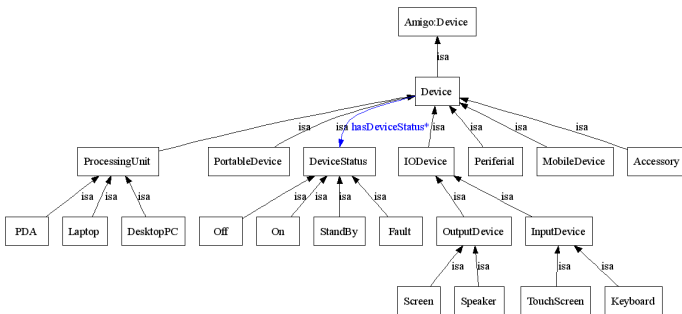 Amigo:Device
isa
Device
isa isa hasDeviceStatus* isa isa isa isa
ProcessingUnit PortableDevice DeviceStatus IODevice Periferial MobileDevice Accessory
isa isa isa isa isa isa isa isa isa
PDA Laptop DesktopPC Off On StandBy Fault OutputDevice InputDevice
isa isa isa isa
Screen Speaker TouchScreen Keyboard